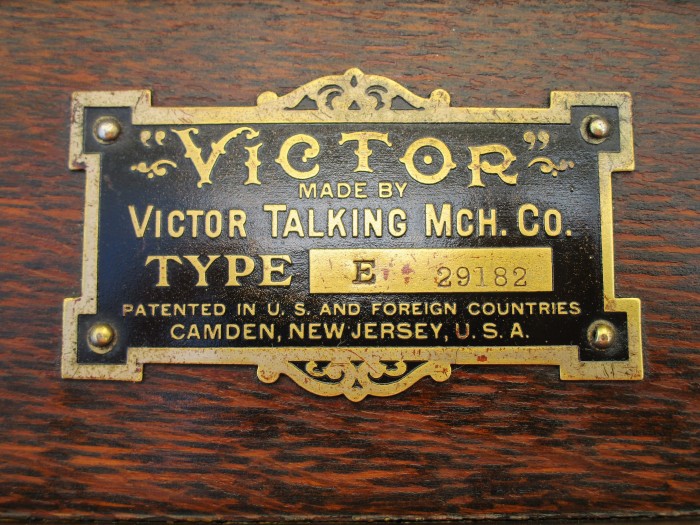 "VICTOR"
MADE BY
VICTOR TALKING MCH. CO.
TYPE E 29182
PATENTED IN U. S. AND FOREIGN COUNTRIES
CAMDEN, NEW JERSEY, U. S. A.